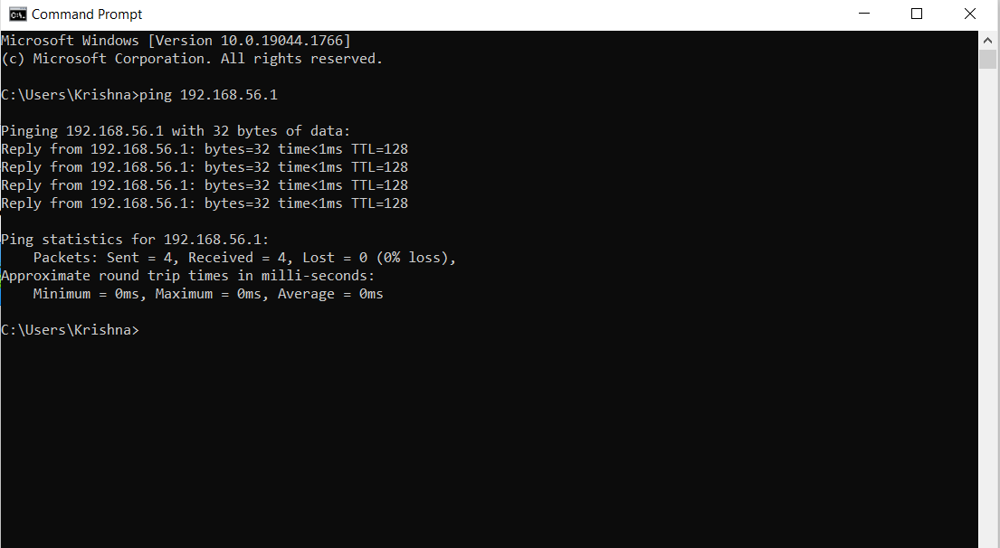 Command Prompt
Microsoft Windows [Version 10.0.19044.1766]
(c) Microsoft Corporation. All rights reserved.
C:\Users\Krishna>ping 192.168.56.1
Pinging 192.168.56.1 with 32 bytes of data:
Reply from 192.168.56.1: bytes=32 time<1ms TTL=128
Reply from 192.168.56.1: bytes=32 time<1ms TTL=128
Reply from 192.168.56.1: bytes=32 time<1ms TTL=128
Reply from 192.168.56.1: bytes=32 time<1ms TTL=128
Ping statistics for 192.168.56.1:
    Packets: Sent = 4, Received = 4, Lost = 0 (0% loss),
Approximate round trip times in milli-seconds:
    Minimum = 0ms, Maximum = 0ms, Average = 0ms
C:\Users\Krishna>